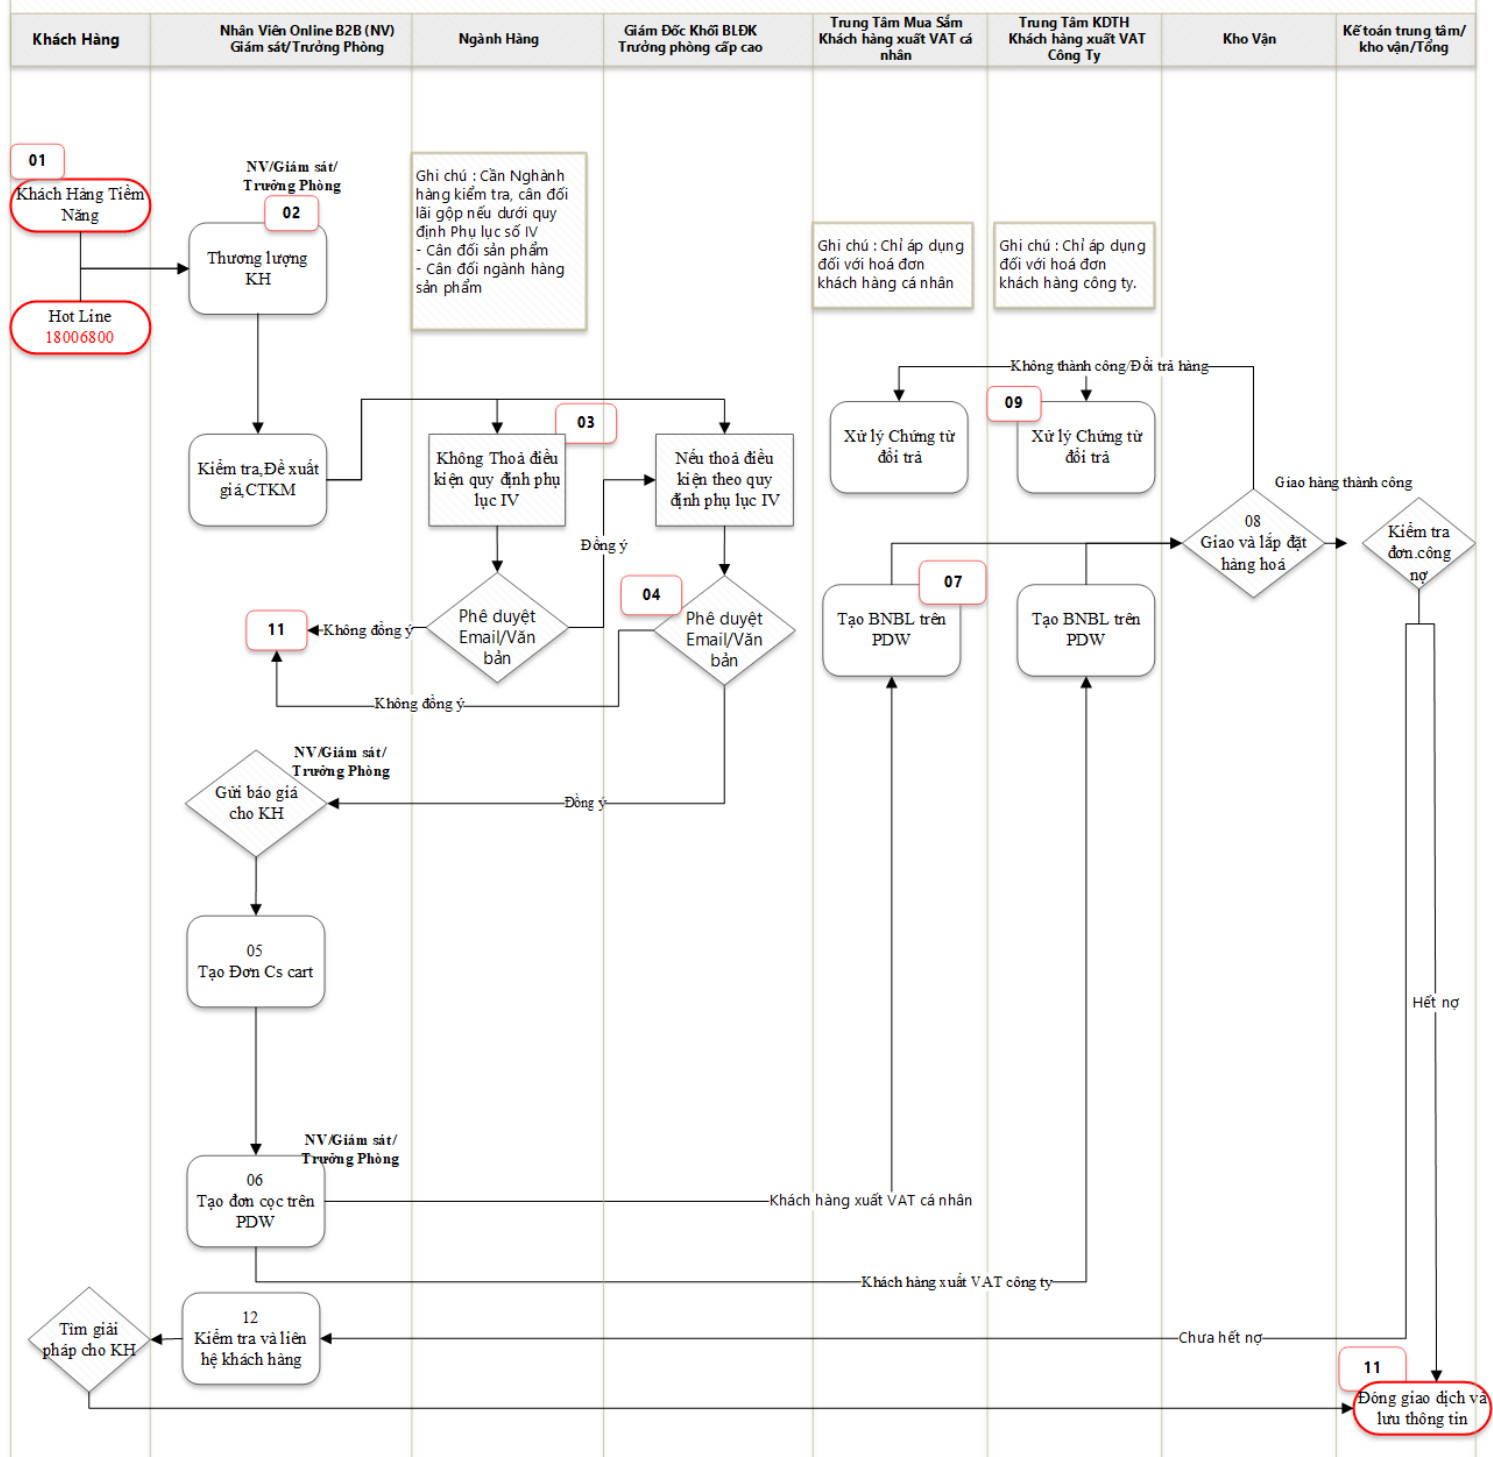 Khách Hàng
Nhân Viên Online B2B (NV)
Giám sát/Trưởng Phòng
Ngành Hàng
Giám Đốc Khối BLĐK
Trưởng phòng cấp cao
Trung Tâm Mua Sắm
Khách hàng xuất VAT cá
nhân
Trung Tâm KDTH
Khách hàng xuất VAT
Công Ty
Kho Vận
Kế toán trung tâm/
kho vận/Tổng
01
Khách Hàng Tiềm
Năng
Hot Line
18006800
NV/Giám sát/
Trưởng Phòng
02
Thương lượng
KH
Ghi chú : Cần Nghành
hàng kiểm tra, cân đối
lãi gộp nếu dưới quy
định Phụ lục số IV
- Cân đối sản phẩm
- Cân đối ngành hàng
sản phẩm
Ghi chú : Chỉ áp dụng
đối với hoá đơn
khách hàng cá nhân
Ghi chú : Chỉ áp dụng
đối với hoá đơn
khách hàng công ty.
Không thành công/Đổi trả hàng
Kiểm tra,Đề xuất
giá,CTKM
03
Không Thoả điều
kiện quy định phụ
lục IV
Nếu thoả điều
kiện theo quy
định phụ lục IV
Xử lý Chứng từ
đổi trả
09
Xử lý Chứng từ
đổi trả
Giao hàng thành công
08
Giao và lắp đặt
hàng hoá
Kiểm tra
đơn.công
nợ
Đồng ý
11
Không đồng ý
Phê duyệt
Email/Văn
bản
04
Phê duyệt
Email/Văn
bản
07
Tạo BNBL trên
PDW
Tạo BNBL trên
PDW
Không đồng ý
NV/Giám sát/
Trưởng Phòng
Gửi báo giá
cho KH
Đồng ý
05
Tạo Đơn Cs cart
Hết nợ
NV/Giám sát/
Trưởng Phòng
06
Tạo đơn cọc trên
PDW
Khách hàng xuất VAT cá nhân
Khách hàng xuất VAT công ty
Tìm giải
pháp cho KH
12
Kiểm tra và liên
hệ khách hàng
Chưa hết nợ
11
Đóng giao dịch và
lưu thông tin